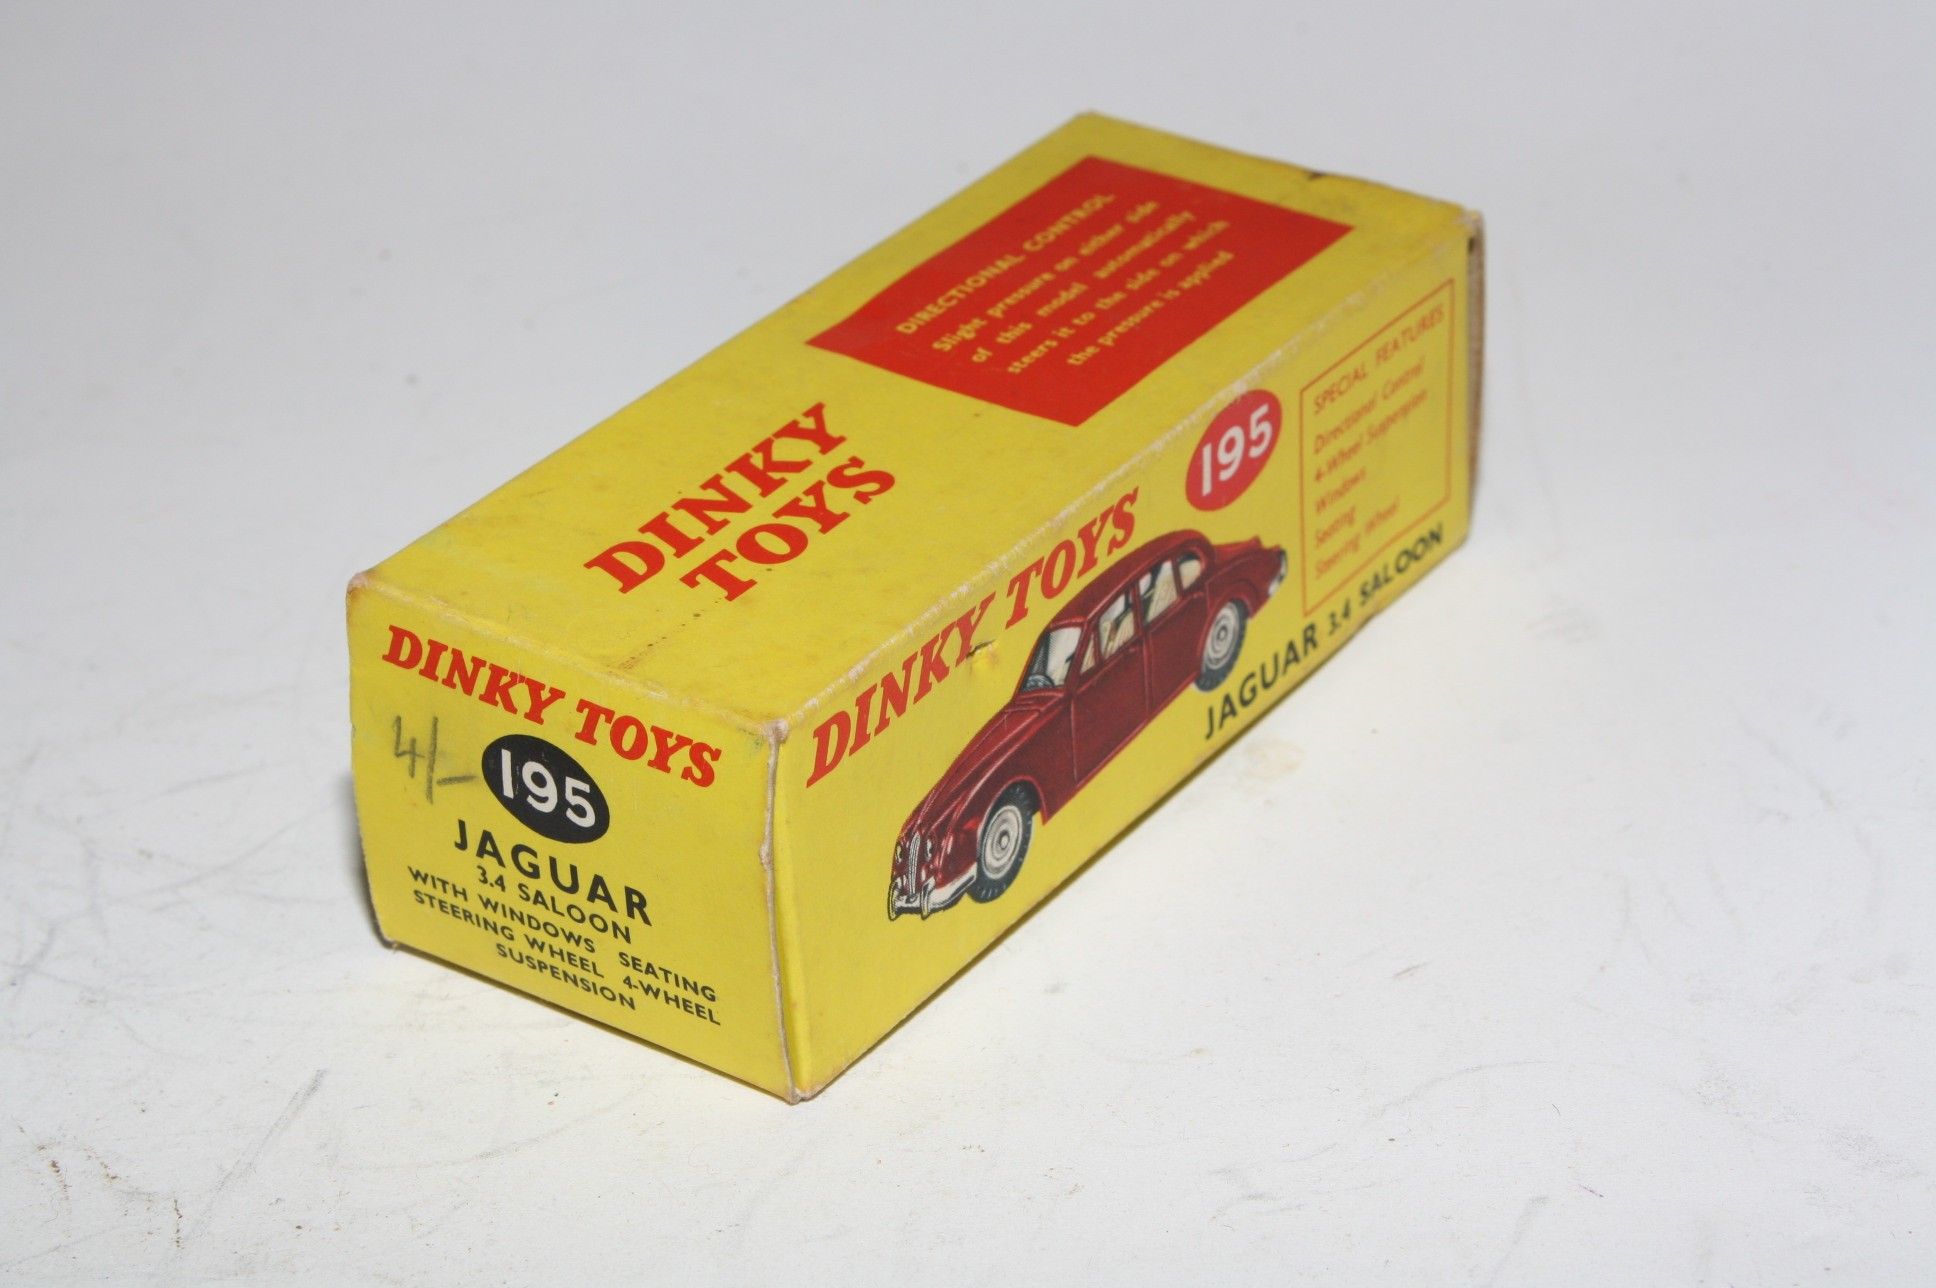 DINKY
TOYS
DIRECTIONAL CONTROL
Slight pressure on either side
of this model automatically
steers it to the side on which
the pressure is applied
DINKY TOYS
4/-
195
JAGUAR
3.4 SALOON
WITH WINDOWS SEATING
STEERING WHEEL 4-WHEEL
SUSPENSION
DINKY TOYS
195
SPECIAL FEATURES
Directional Control
4-Wheel Suspension
Windows
Seating
Steering Wheel
JAGUAR 3.4 SALOON